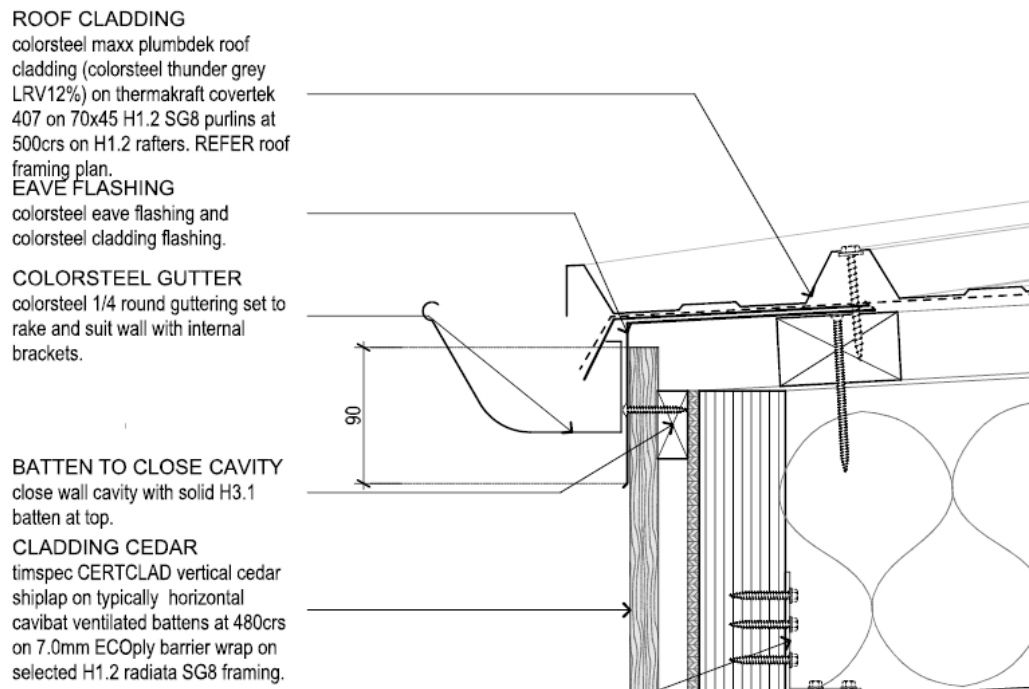 ROOF CLADDING
colorsteel maxx plumbdek roof
cladding (colorsteel thunder grey
LRV12%) on thermakraft covertek
407 on 70x45 H1.2 SG8 purlins at
500crs on H1.2 rafters. REFER roof
framing plan.
EAVE FLASHING
colorsteel eave flashing and
colorsteel cladding flashing.
COLORSTEEL GUTTER
colorsteel 1/4 round guttering set to
rake and suit wall with internal
brackets.
90
BATTEN TO CLOSE CAVITY
close wall cavity with solid H3.1
batten at top.
CLADDING CEDAR
timspec CERTCLAD vertical cedar
shiplap on typically horizontal
cavibat ventilated battens at 480crs
on 7.0mm ECOply barrier wrap on
selected H1.2 radiata SG8 framing.